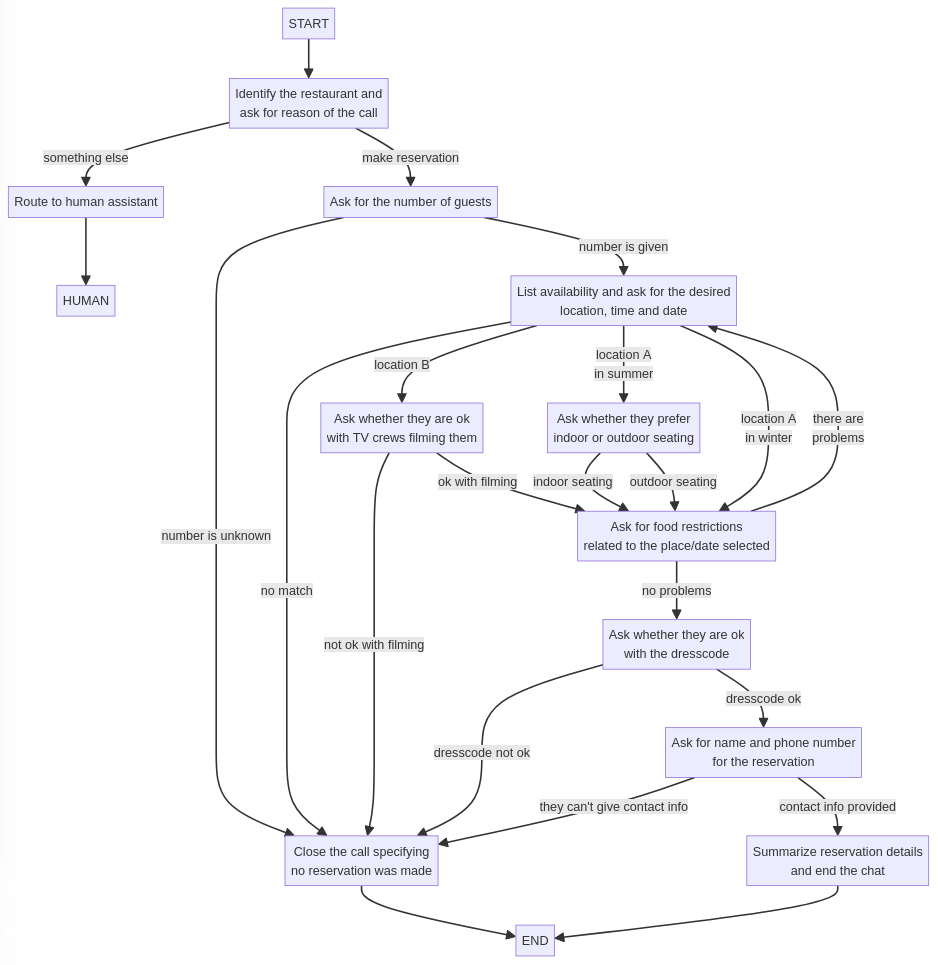 START
Identify the restaurant and
ask for reason of the call
something else
make reservation
Route to human assistant
Ask for the number of guests
number is given
HUMAN
List availability and ask for the desired
location, time and date
location B
location A
in summer
location A
in winter
there are
problems
Ask whether they are ok
with TV crews filming them
Ask whether they prefer
indoor or outdoor seating
ok with filming
indoor seating
outdoor seating
number is unknown
Ask for food restrictions
related to the place/date selected
no match
no problems
not ok with filming
Ask whether they are ok
with the dresscode
dresscode ok
dresscode not ok
Ask for name and phone number
for the reservation
they can't give contact info
contact info provided
Close the call specifying
no reservation was made
Summarize reservation details
and end the chat
END